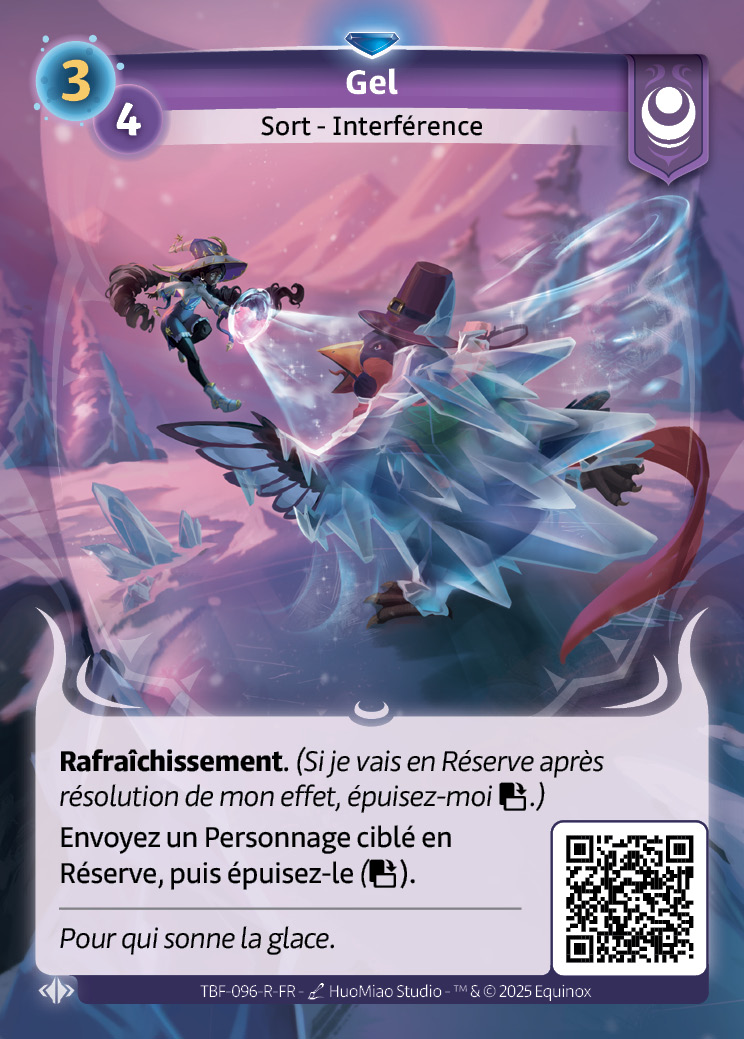 3
Gel
4
Sort - Interférence
Rafraîchissement. (Si je vais en Réserve après
résolution de mon effet, épuisez-moi .)
Envoyez un Personnage ciblé en
Réserve, puis épuisez-le ( ).
Pour qui sonne la glace.
TBF-096-R-FR - HuoMiao Studio - ™ & © 2025 Equinox